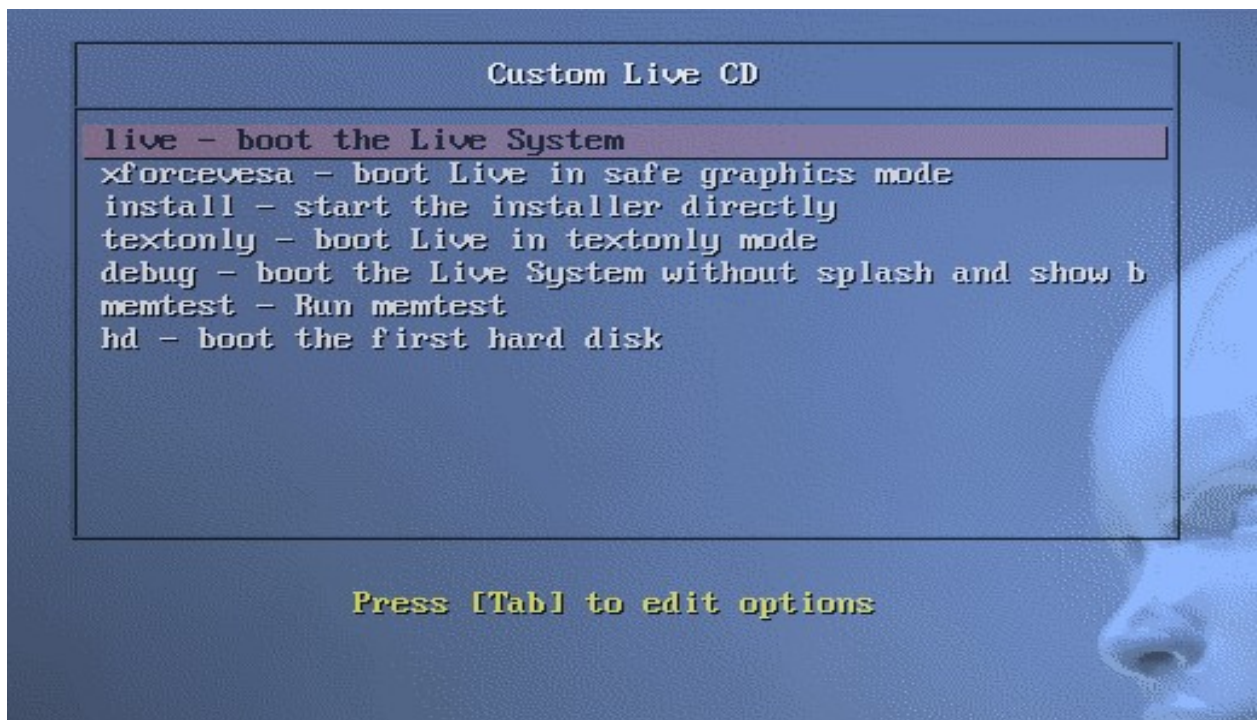 Custom Live CD
live - boot the Live System
xforcevesa - boot Live in safe graphics mode
install - start the installer directly
textonly - boot Live in textonly mode
debug - boot the Live System without splash and show b
memtest - Run memtest
hd - boot the first hard disk
Press [Tab] to edit options